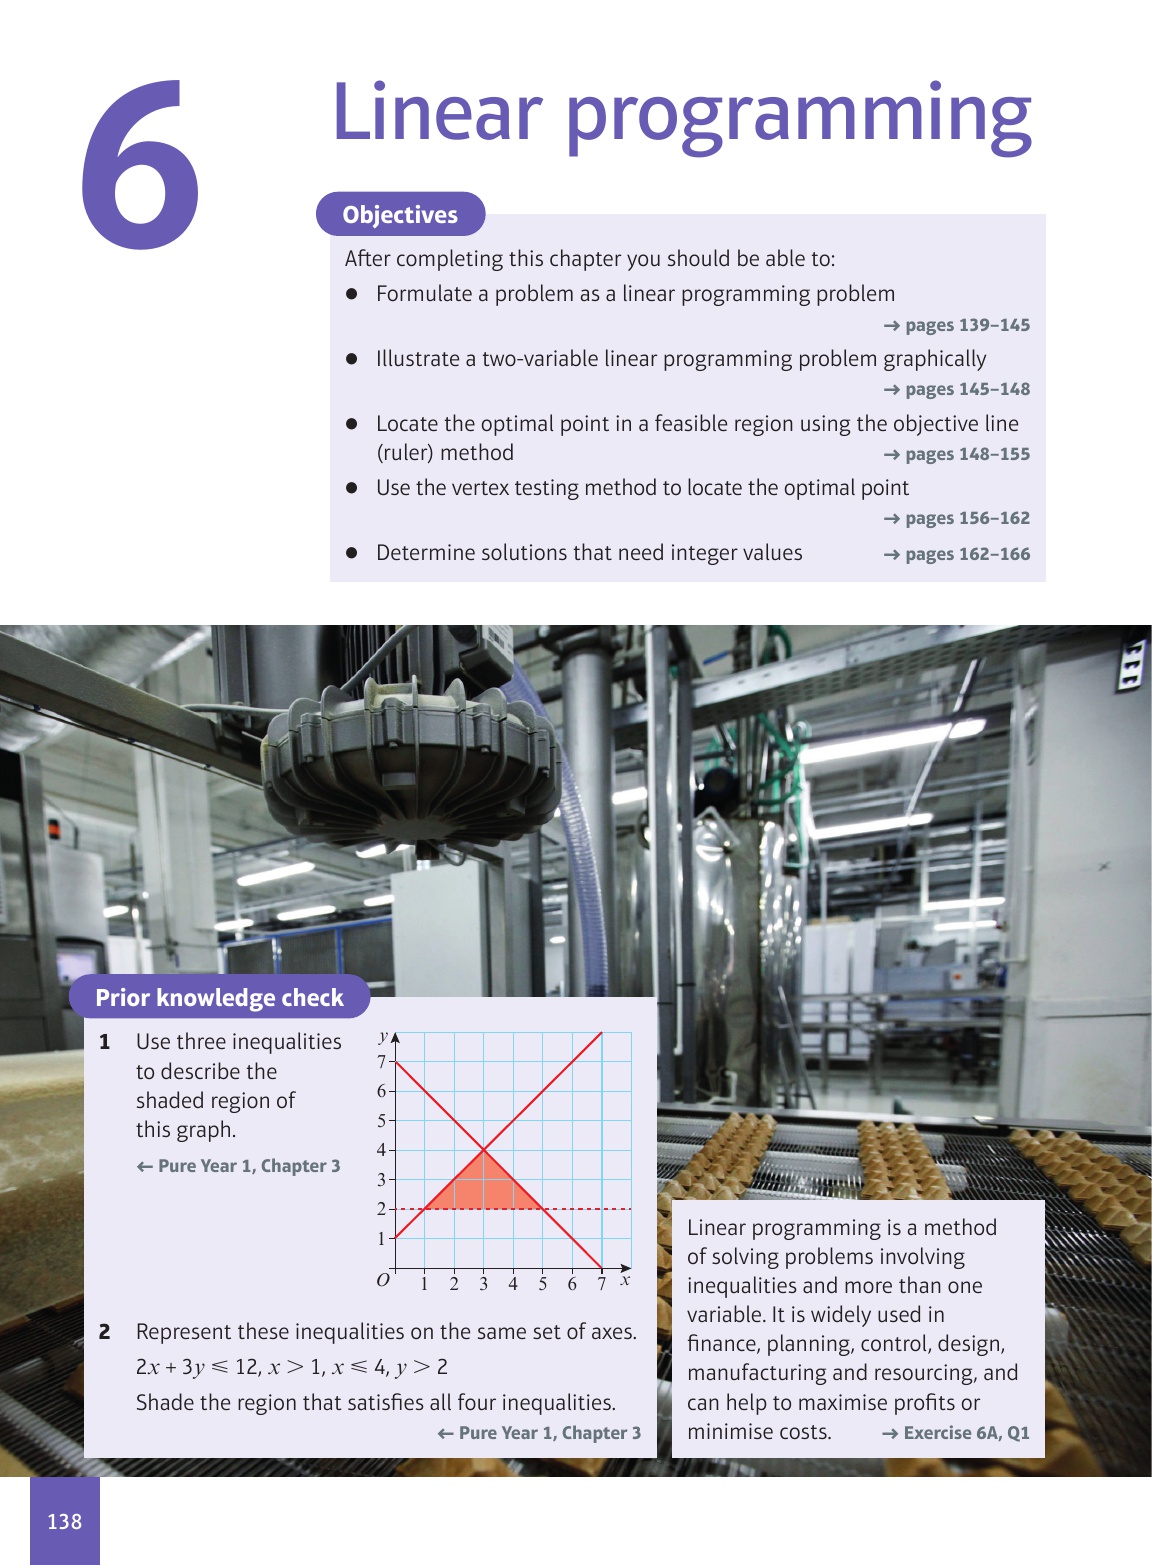 6
Linear programming
Objectives
After completing this chapter you should be able to:
● Formulate a problem as a linear programming problem
→ pages 139–145
● Illustrate a two-variable linear programming problem graphically
→ pages 145–148
● Locate the optimal point in a feasible region using the objective line
(ruler) method → pages 148–155
● Use the vertex testing method to locate the optimal point
→ pages 156–162
● Determine solutions that need integer values → pages 162–166
Prior knowledge check
1 Use three inequalities
to describe the
shaded region of
this graph.
← Pure Year 1, Chapter 3
y
7
6
5
4
3
2
1
O 1 2 3 4 5 6 7 x
2 Represent these inequalities on the same set of axes.
2x + 3y ⩽ 12, x > 1, x ⩽ 4, y > 2
Shade the region that satisfies all four inequalities.
← Pure Year 1, Chapter 3
Linear programming is a method
of solving problems involving
inequalities and more than one
variable. It is widely used in
finance, planning, control, design,
manufacturing and resourcing, and
can help to maximise profits or
minimise costs. → Exercise 6A, Q1
138